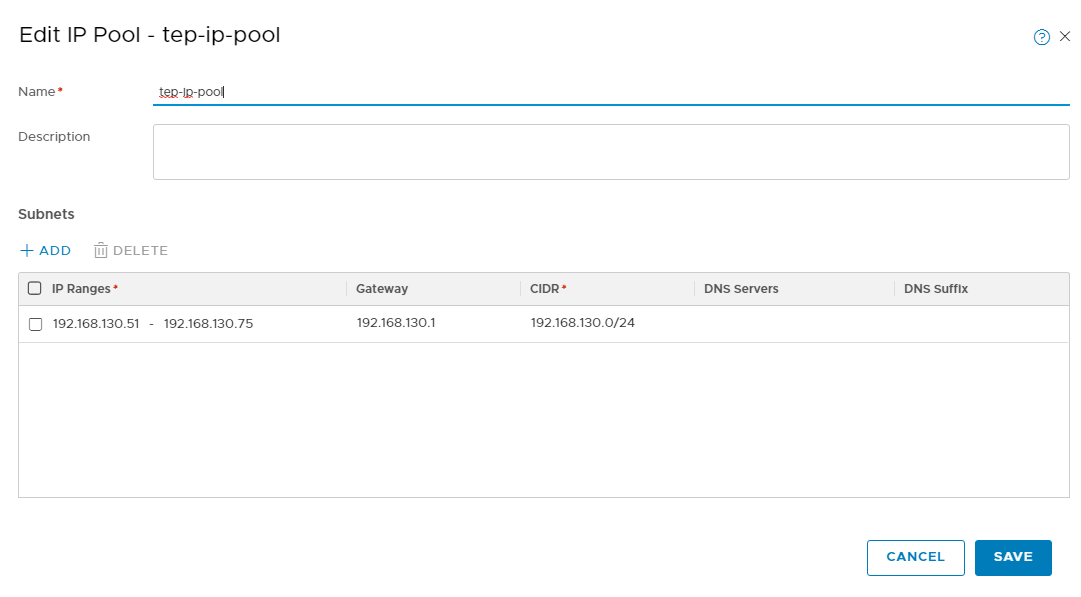 Edit IP Pool - tep-ip-pool
?
Name*
tep-ip-pool
Description
Subnets
+ ADD DELETE
IP Ranges* Gateway CIDR* DNS Servers DNS Suffix
192.168.130.51 - 192.168.130.75 192.168.130.1 192.168.130.0/24
CANCEL SAVE